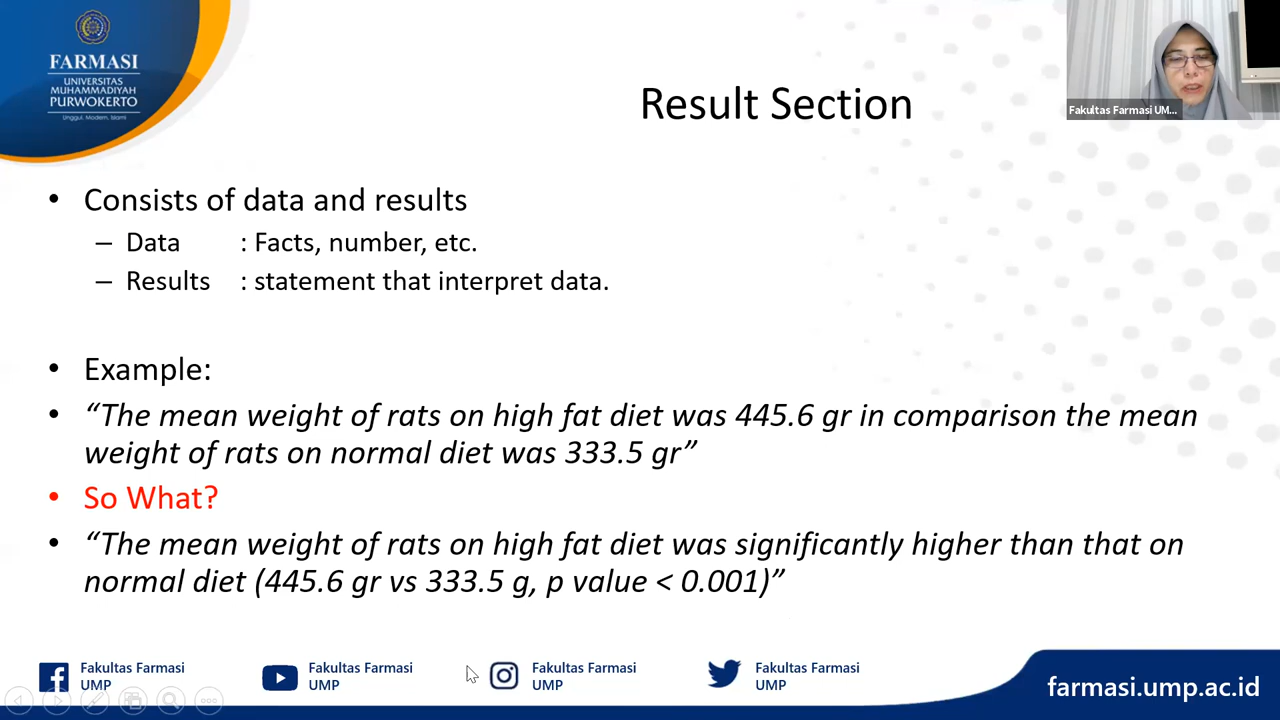 FARMASI
UNIVERSITAS
MUHAMMADIYAH
PURWOKERTO
Unggul, Modern, Islami
Fakultas Farmasi UM...
Result Section
• Consists of data and results
– Data : Facts, number, etc.
– Results : statement that interpret data.
• Example:
• “The mean weight of rats on high fat diet was 445.6 gr in comparison the mean
weight of rats on normal diet was 333.5 gr”
• So What?
• “The mean weight of rats on high fat diet was significantly higher than that on
normal diet (445.6 gr vs 333.5 g, p value < 0.001)”
Fakultas Farmasi
UMP
Fakultas Farmasi
UMP
Fakultas Farmasi
UMP
Fakultas Farmasi
UMP
farmasi.ump.ac.id